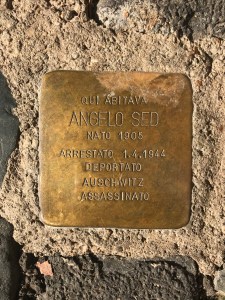 QUI ABITAVA
ANGELO SED
NATO 1905
ARRESTATO 1.4.1944
DEPORTATO
AUSCHWITZ
ASSASSINATO